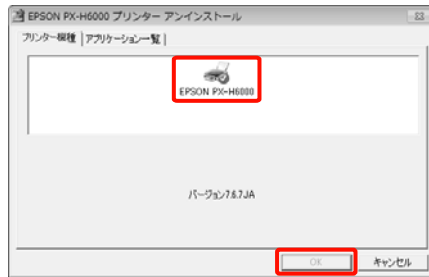 EPSON PX-H6000 プリンター アンインストール
プリンター機種 アプリケーション一覧
EPSON PX-H6000
バージョン7.6.7JA
OK キャンセル